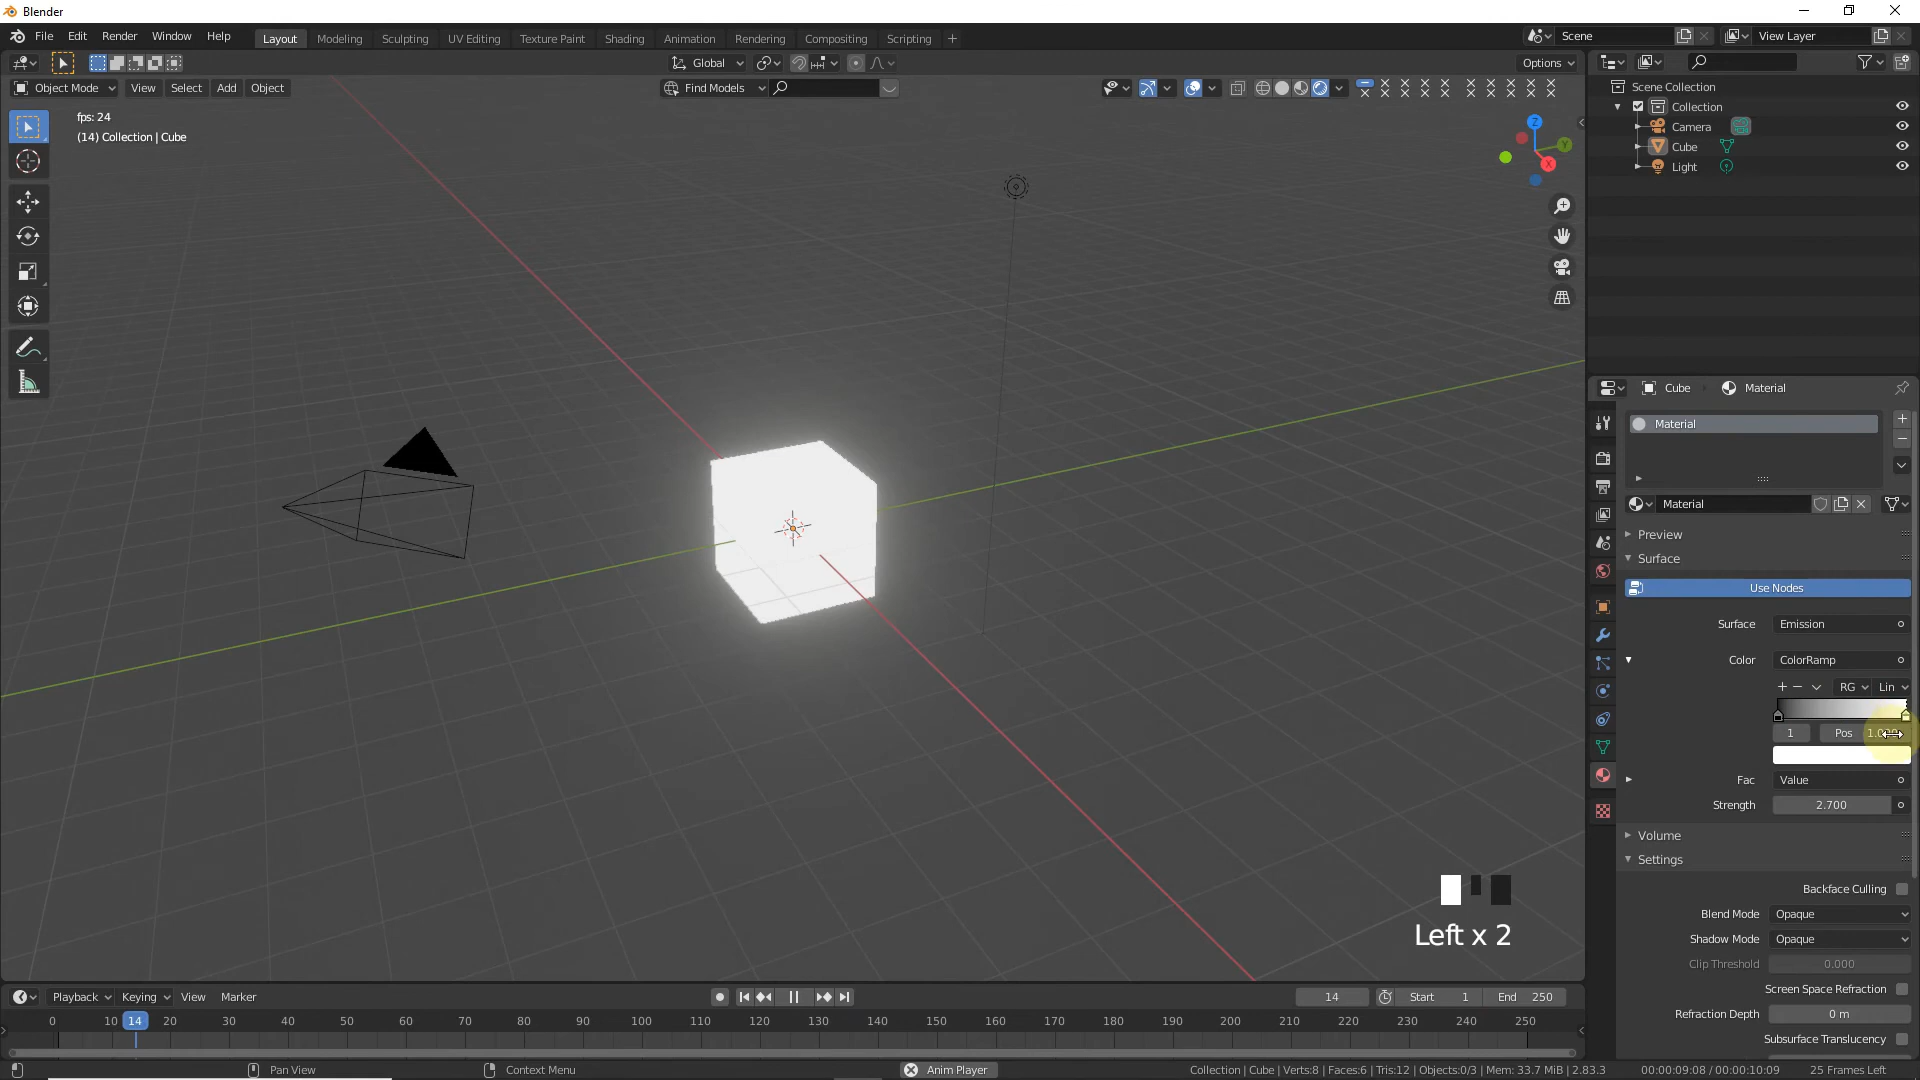 Blender
File Edit Render Window Help
Layout Modeling Sculpting UV Editing Texture Paint Shading Animation Rendering Compositing Scripting +
Scene View Layer
Global Options
Object Mode View Select Add Object Find Models
fps: 24
(14) Collection | Cube
Z
Y
X
Scene Collection
Collection
Camera
Cube
Light
Cube Material
Material
Material
Preview
Surface
Use Nodes
Surface Emission
Color ColorRamp
RG Lin
1 Pos
Fac Value
Strength 2.700
Volume
Settings
Backface Culling
Blend Mode Opaque
Shadow Mode Opaque
Clip Threshold 0.000
Screen Space Refraction
Refraction Depth 0 m
Subsurface Translucency
Left x 2
Playback Keying View Marker 14 Start 1 End 250
0 10 14 20 30 40 50 60 70 80 90 100 110 120 130 140 150 160 170 180 190 200 210 220 230 240 250
Pan View Context Menu Anim Player Collection | Cube | Verts:8 | Faces:6 | Tris:12 | Objects:0/3 | Mem: 33.7 MiB | 2.83.3 00:00:09:08 / 00:00:10:09 25 Frames Left